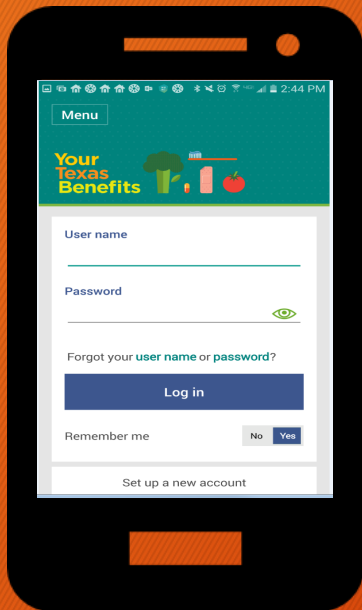 2:44 PM
Menu
Your
Texas
Benefits
User name
Password
Forgot your user name or password?
Log in
Remember me
No Yes
Set up a new account